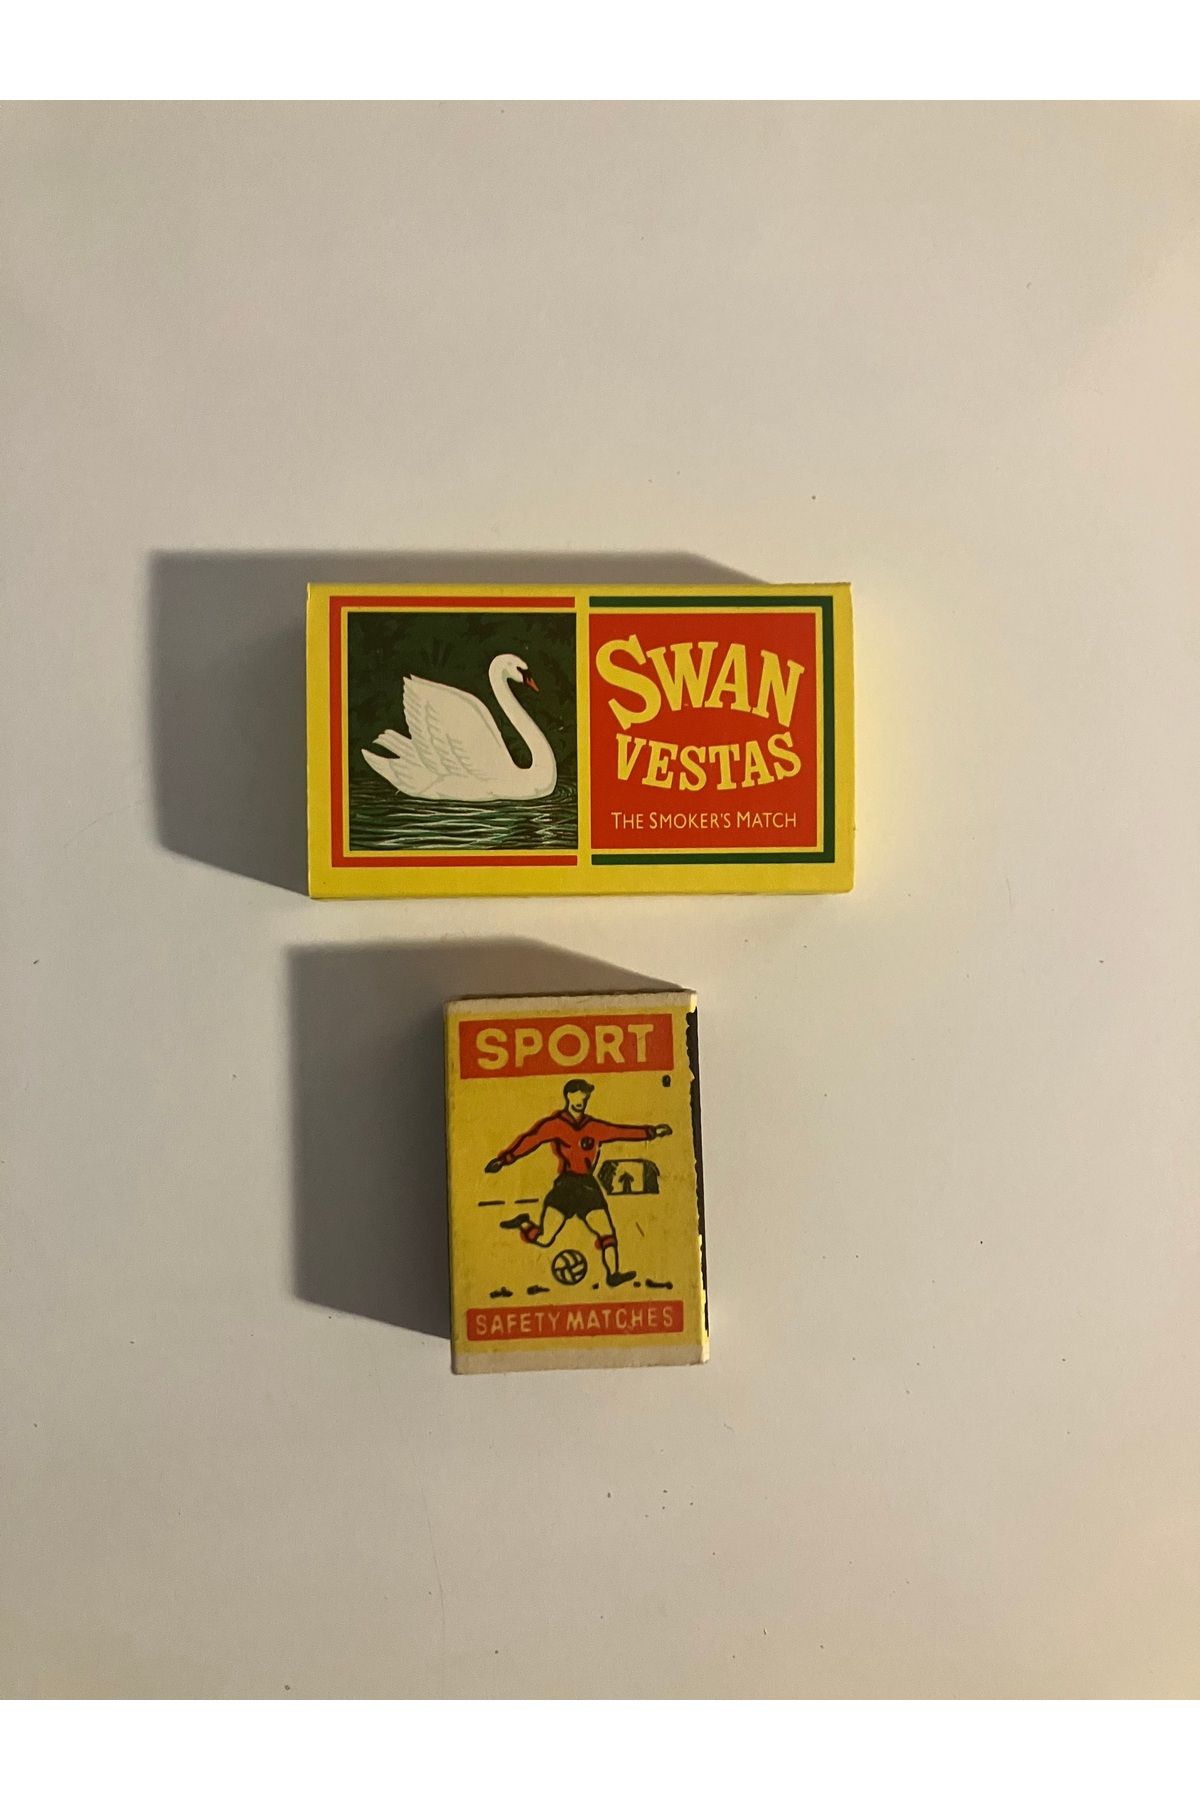 SWAN
VESTAS
THE SMOKER'S MATCH
SPORT
SAFETY MATCHES